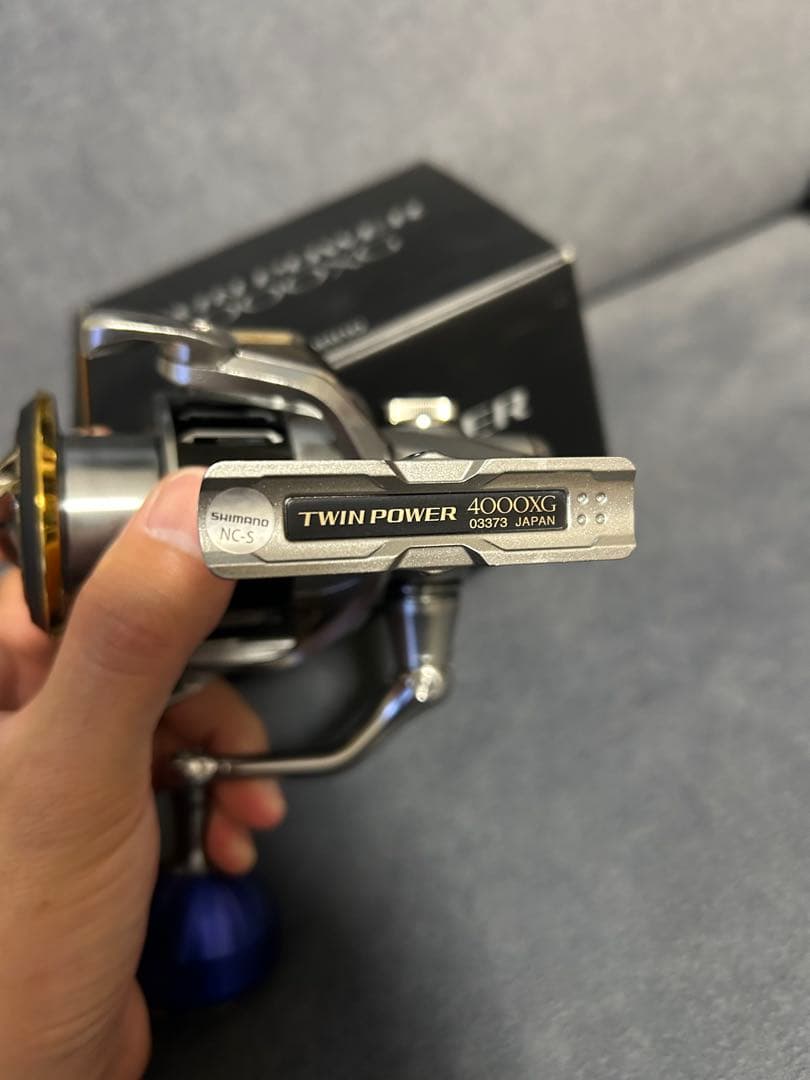 SHIMANO
NC-S
TWIN POWER
4000XG
03373 JAPAN